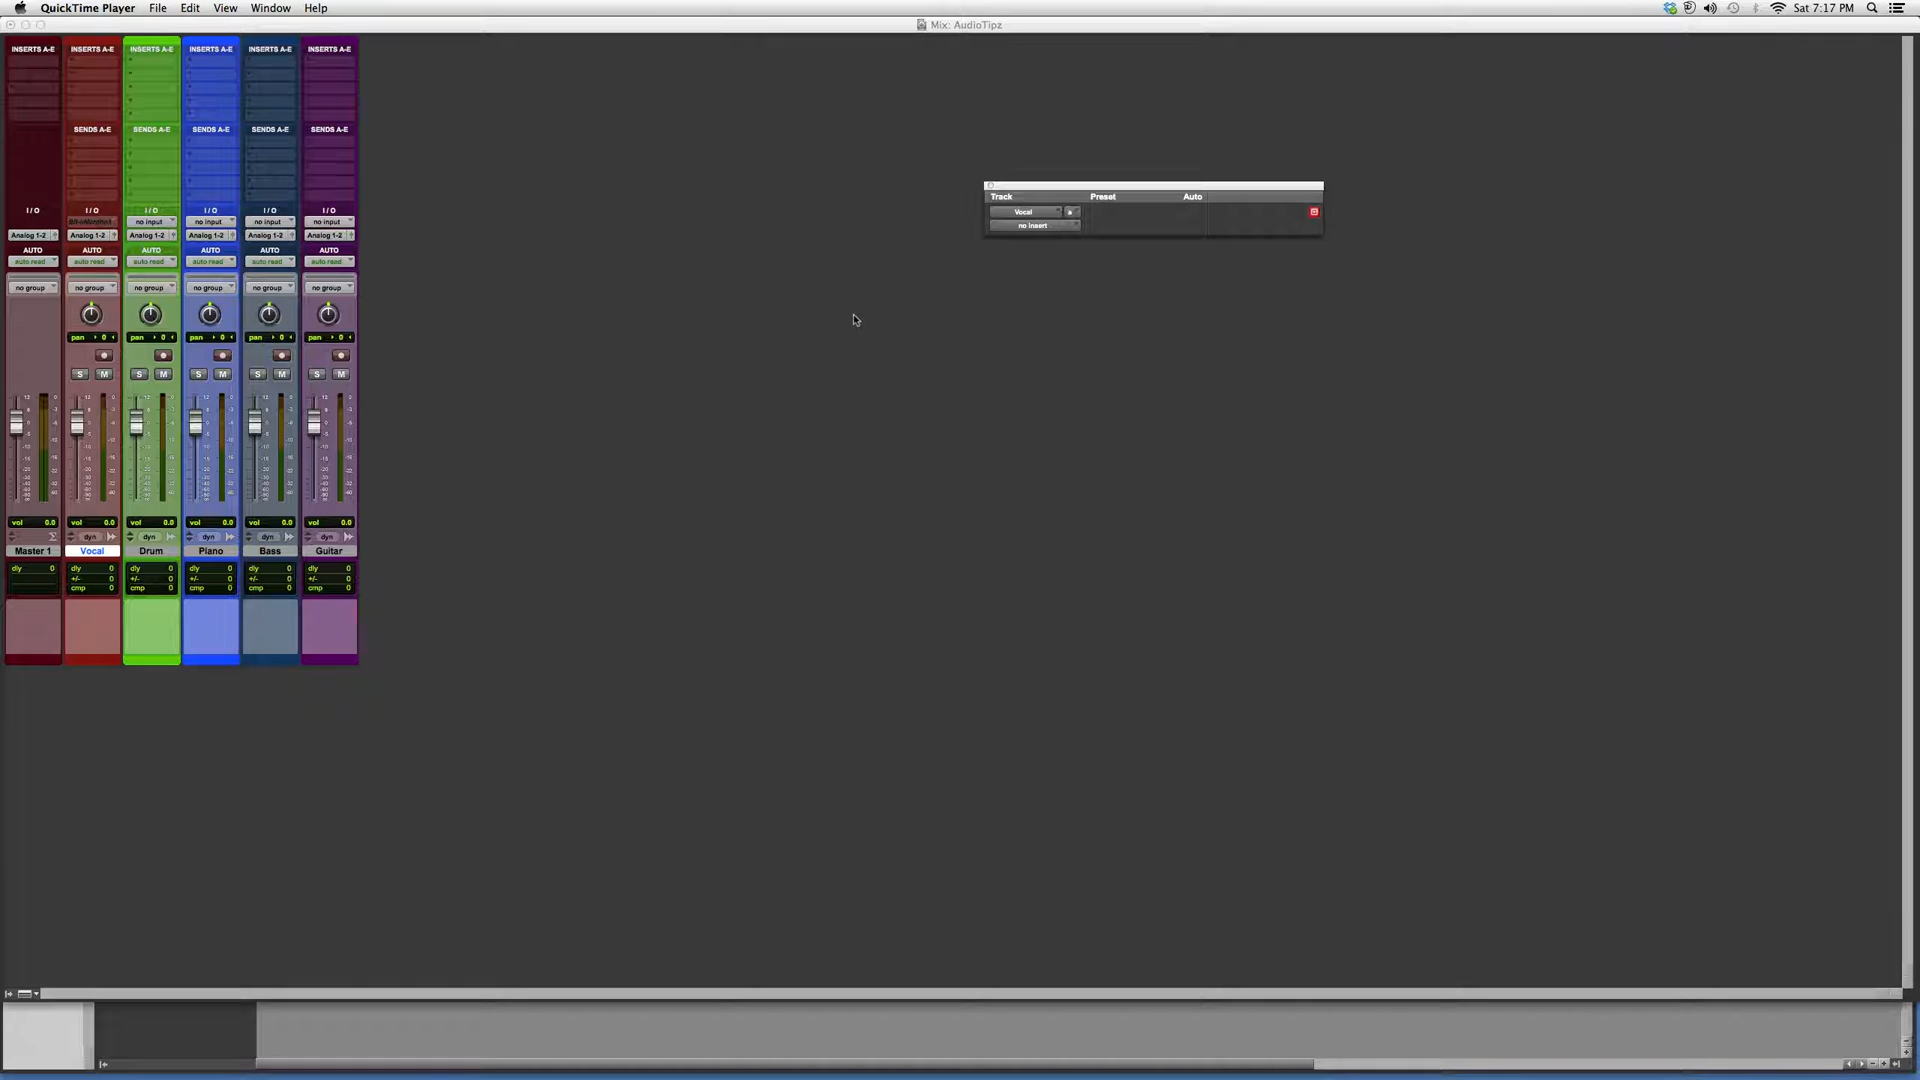 QuickTime Player File Edit View Window Help Sat 7:17 PM
Mix: AudioTipz
INSERTS A-E INSERTS A-E INSERTS A-E INSERTS A-E INSERTS A-E INSERTS A-E
SENDS A-E SENDS A-E SENDS A-E SENDS A-E SENDS A-E
Track Preset Auto
Vocal a
no insert
I / O I / O I / O I / O I / O I / O
no input no input no input no input
Analog 1-2 Analog 1-2 Analog 1-2 Analog 1-2 Analog 1-2 Analog 1-2
AUTO AUTO AUTO AUTO AUTO AUTO
auto read auto read auto read auto read auto read auto read
no group no group no group no group no group no group
pan 0 pan 0 pan 0 pan 0 pan 0
S M S M S M S M S M
vol 0.0 vol 0.0 vol 0.0 vol 0.0 vol 0.0 vol 0.0
dyn dyn dyn dyn dyn
Master 1 Vocal Drum Piano Bass Guitar
dly 0 dly 0 dly 0 dly 0 dly 0 dly 0
+/- 0 +/- 0 +/- 0 +/- 0 +/- 0
cmp 0 cmp 0 cmp 0 cmp 0 cmp 0